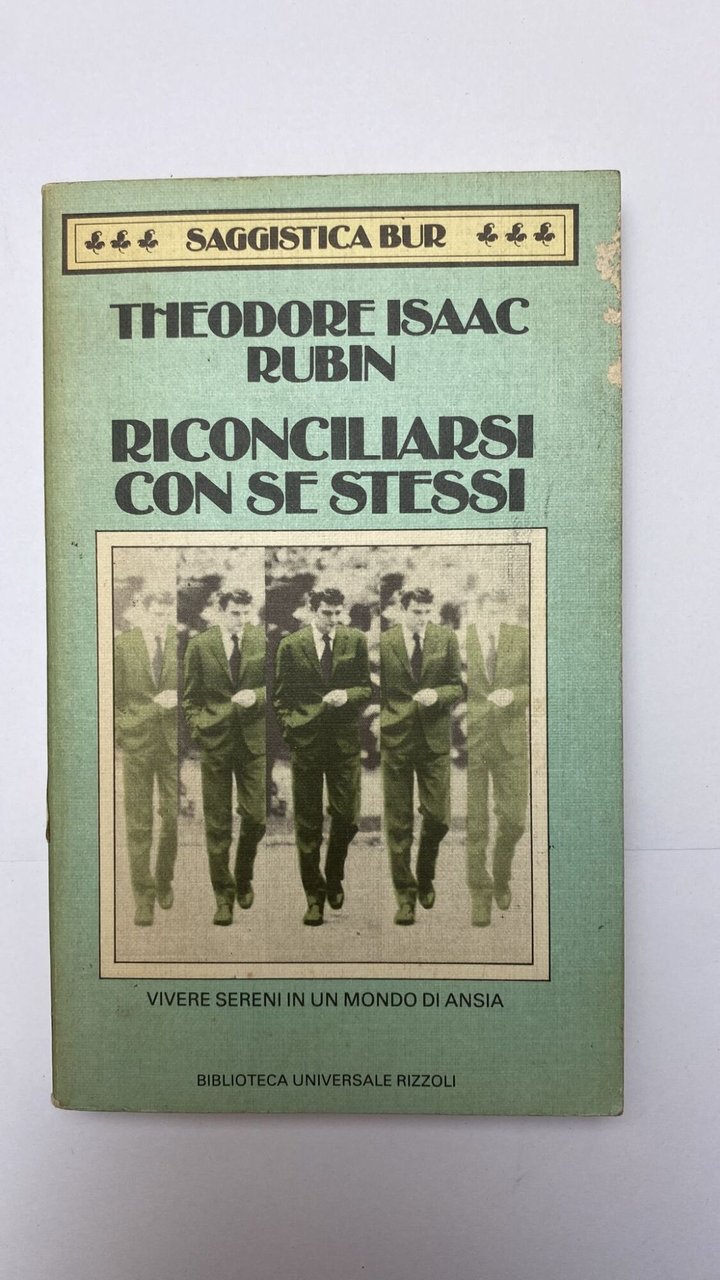 SAGGISTICA BUR
THEODORE ISAAC
RUBIN
RICONCILIARSI
CON SE STESSI
VIVERE SERENI IN UN MONDO DI ANSIA
BIBLIOTECA UNIVERSALE RIZZOLI